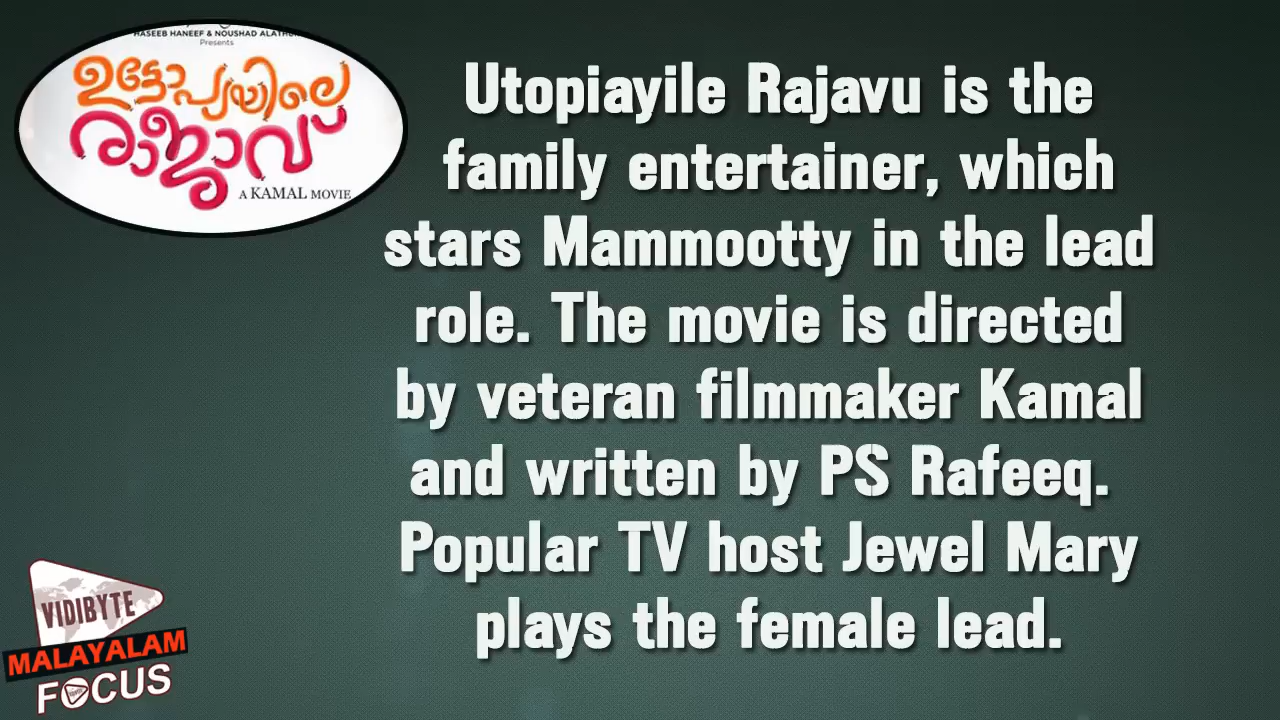 HASEEB HANEEF & NOUSHAD ALATHUR
Presents
ഉട്ടോപ്യയിലെ
രാജാവ്
A KAMAL MOVIE
Utopiayile Rajavu is the
family entertainer, which
stars Mammootty in the lead
role. The movie is directed
by veteran filmmaker Kamal
and written by PS Rafeeq.
Popular TV host Jewel Mary
plays the female lead.
VIDIBYTE
MALAYALAM
FOCUS